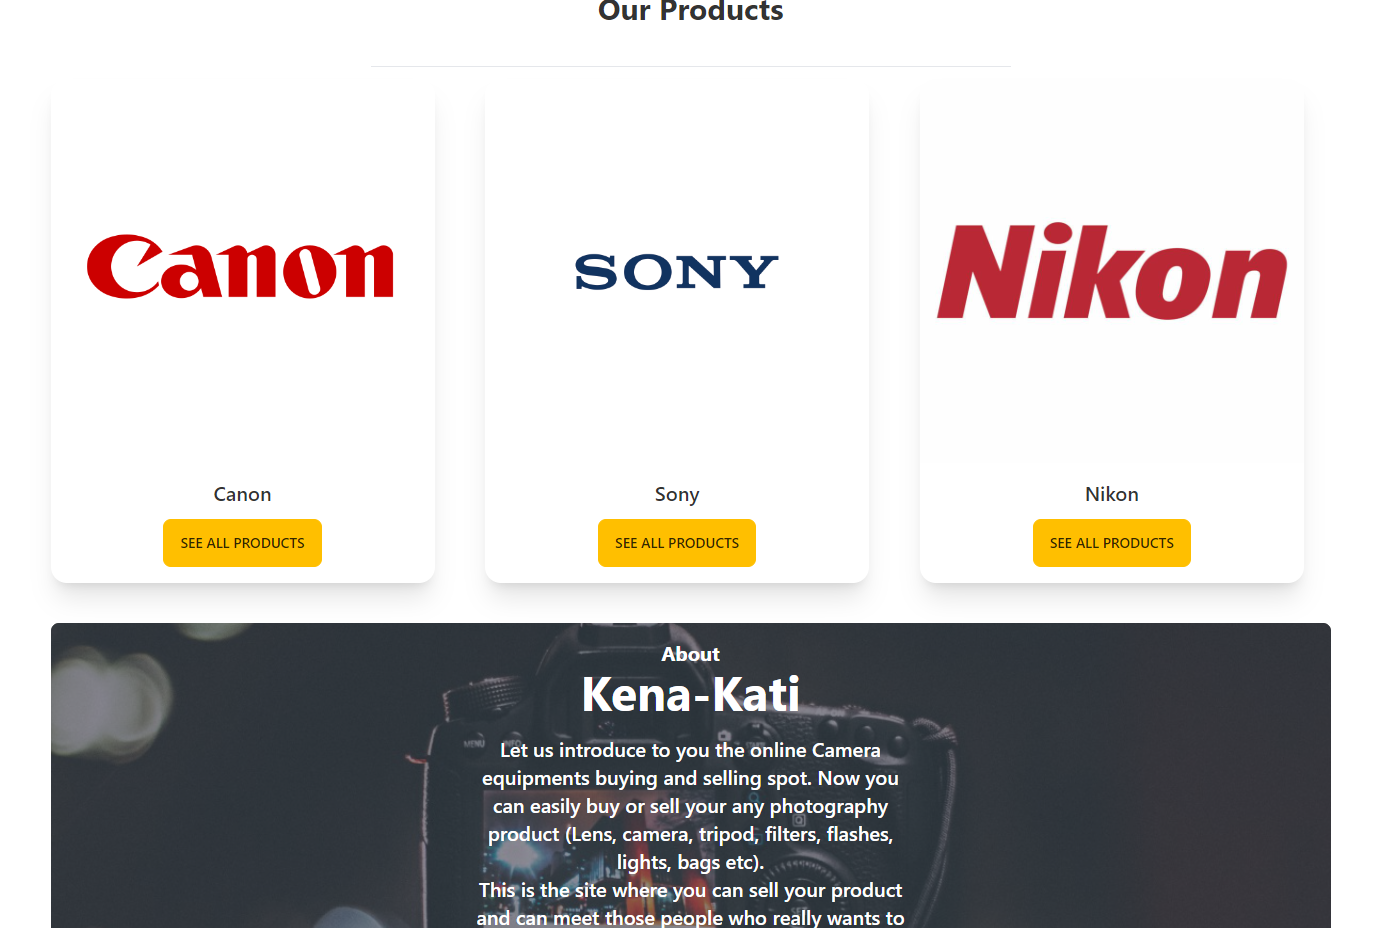 Our Products
Canon
SONY
Nikon
Canon
Sony
Nikon
SEE ALL PRODUCTS
SEE ALL PRODUCTS
SEE ALL PRODUCTS
About
Kena-Kati
MENU
INFO
Let us introduce to you the online Camera
equipments buying and selling spot. Now you
can easily buy or sell your any photography
product (Lens, camera, tripod, filters, flashes,
lights, bags etc).
This is the site where you can sell your product
and can meet those people who really wants to